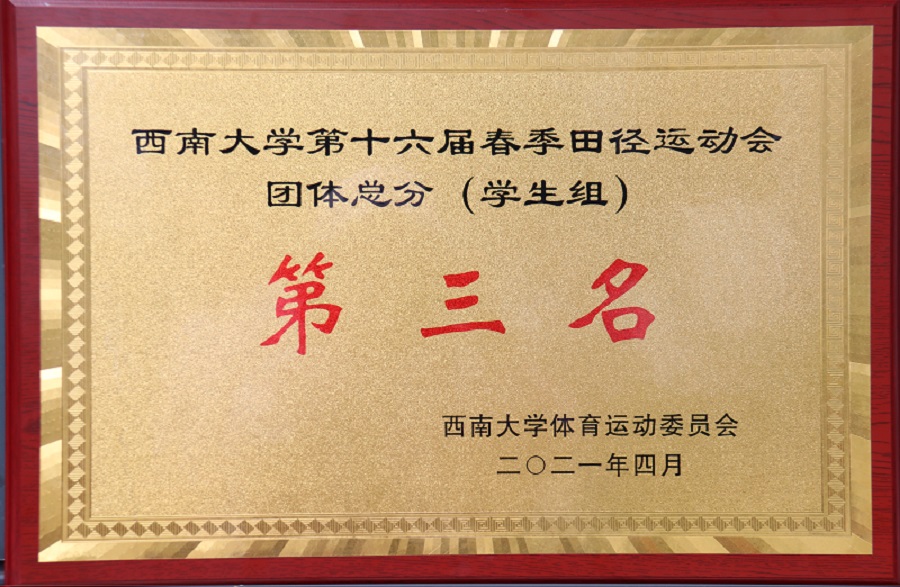 西南大学第十六届春季田径运动会
团体总分（学生组）
第三名
西南大学体育运动委员会
二〇二一年四月